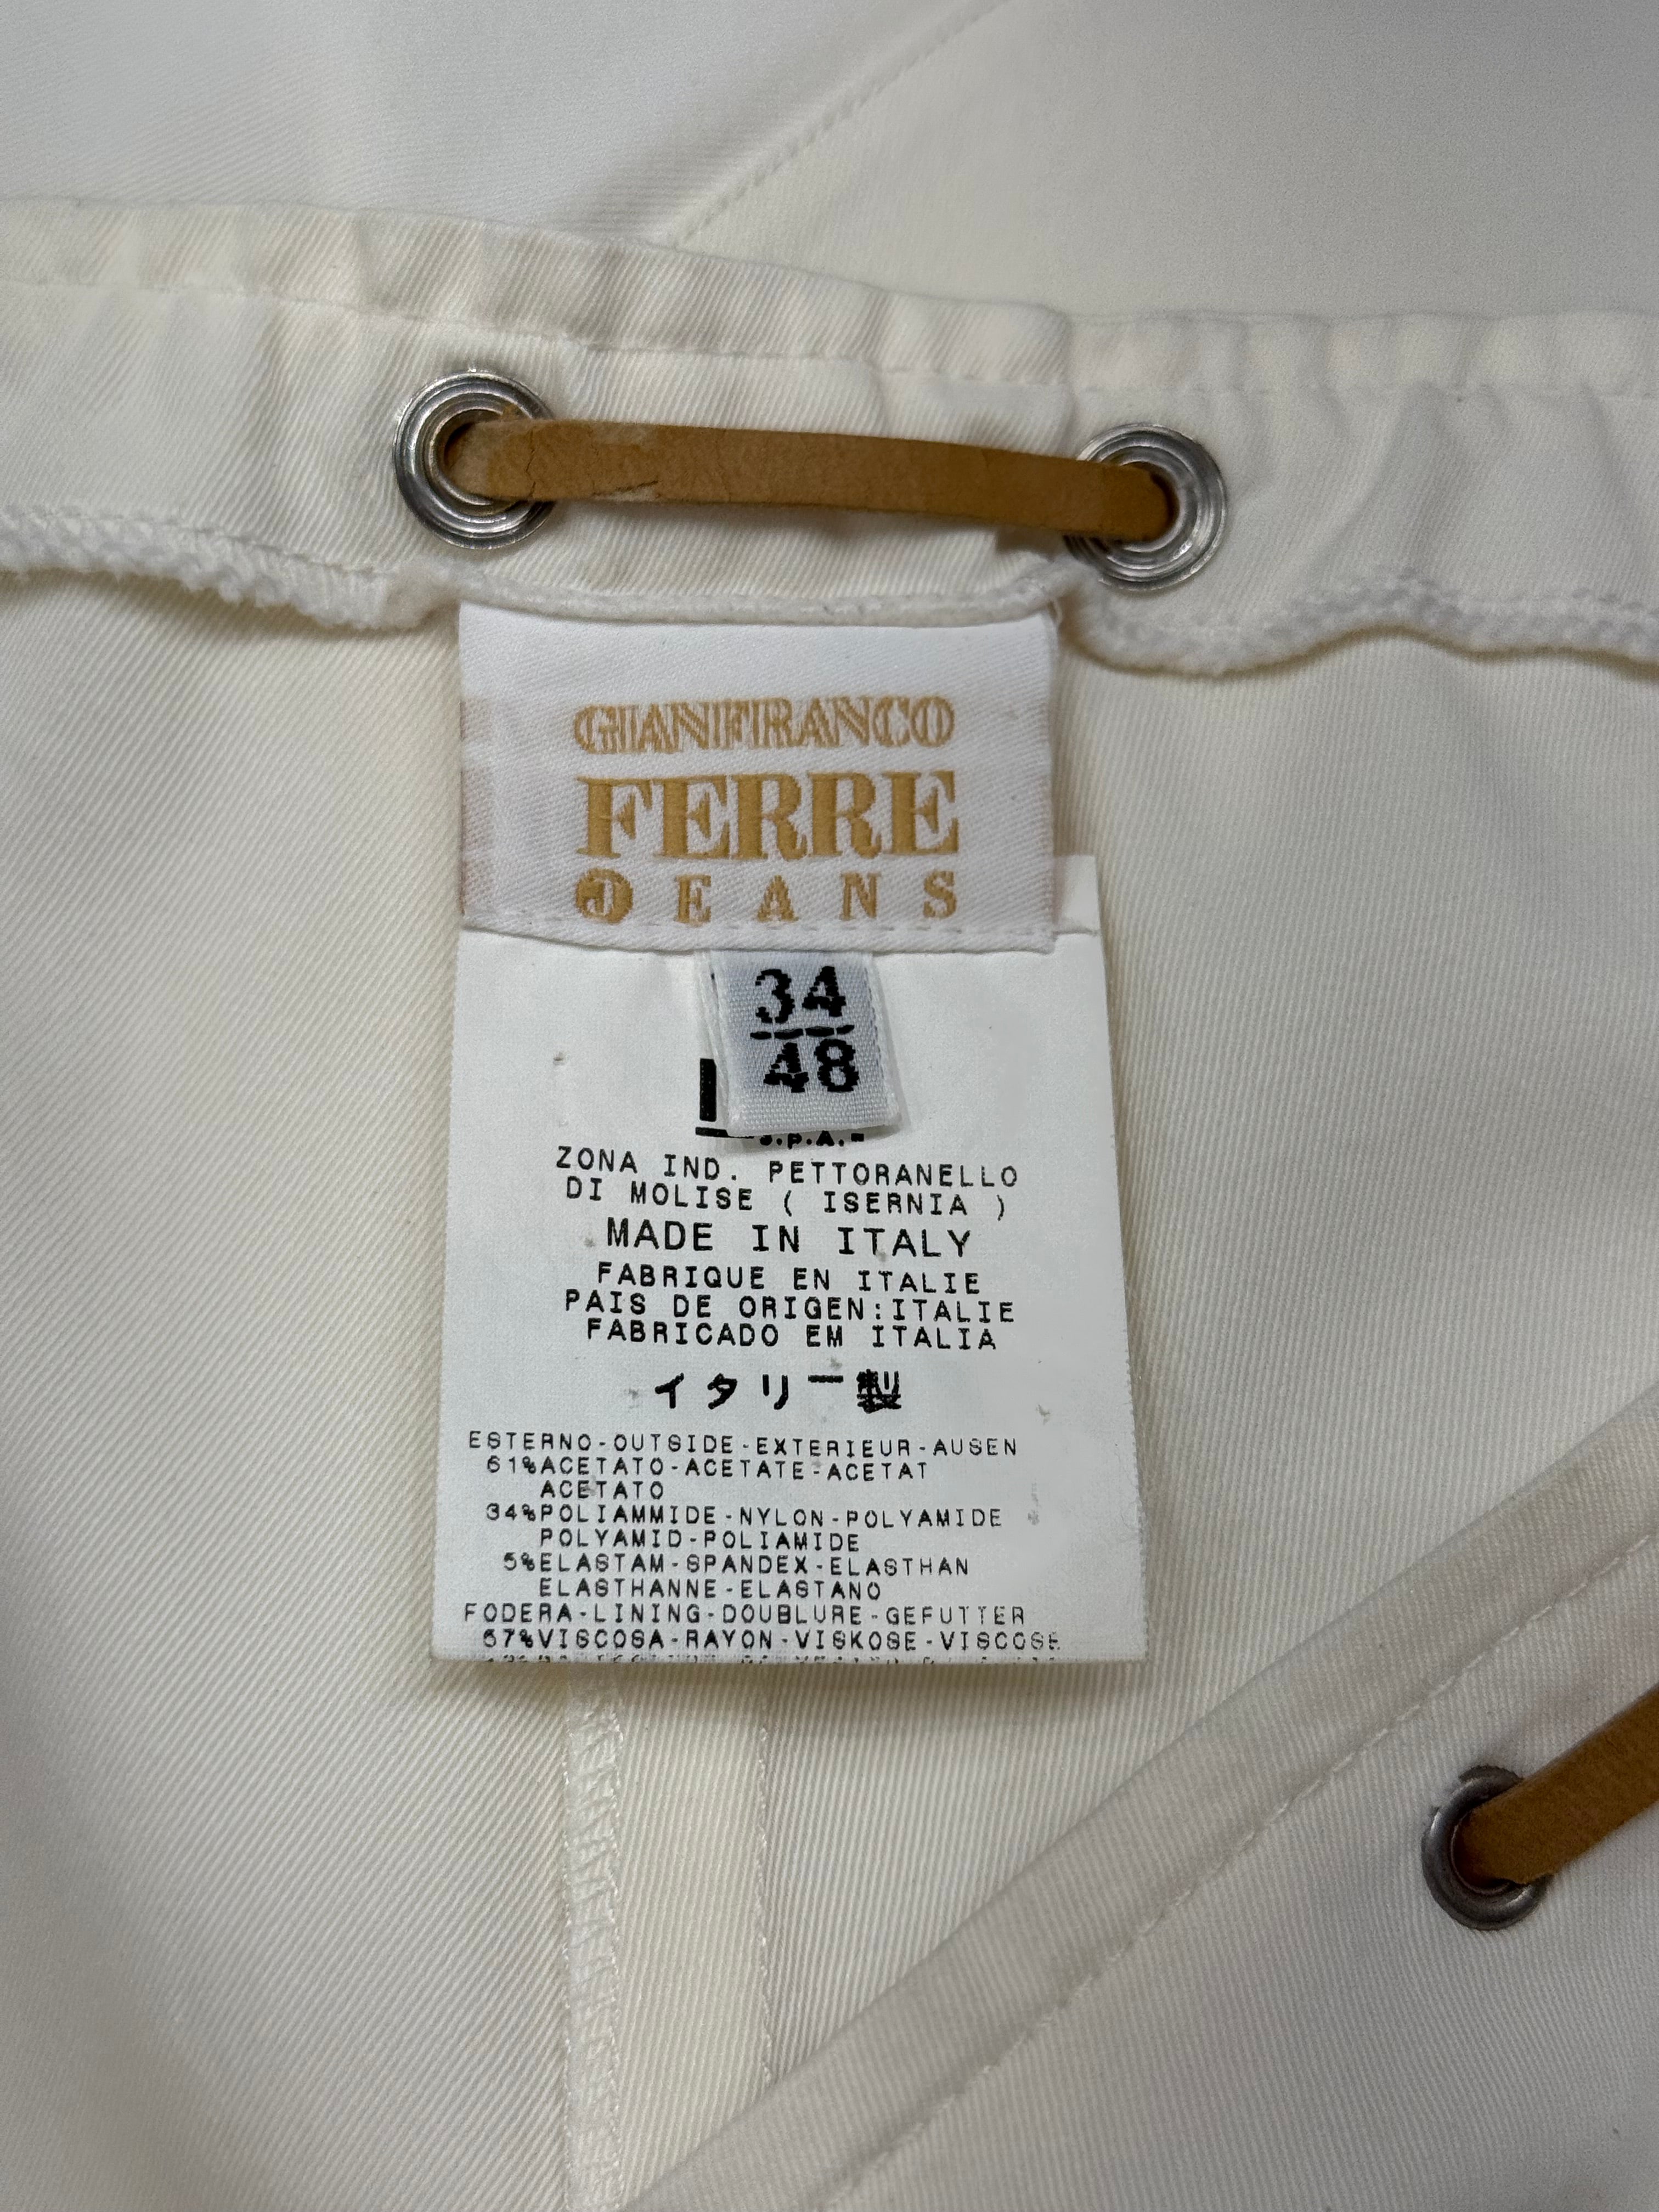 GIANFRANCO
FERRE
JEANS
34
48
S.P.A.-
ZONA IND. PETTORANELLO
DI MOLISE ( ISERNIA )
MADE IN ITALY
FABRIQUE EN ITALIE
PAIS DE ORIGEN:ITALIE
FABRICADO EM ITALIA
イタリー製
ESTERNO-OUTSIDE-EXTERIEUR-AUSEN
61%ACETATO-ACETATE-ACETAT
ACETATO
34%POLIAMMIDE-NYLON-POLYAMIDE
POLYAMID-POLIAMIDE
5%ELASTAM-SPANDEX-ELASTHAN
ELASTHANNE-ELASTANO
FODERA-LINING-DOUBLURE-GEFUTTER
67%VISCOSA-RAYON-VISKOSE-VISCOSE